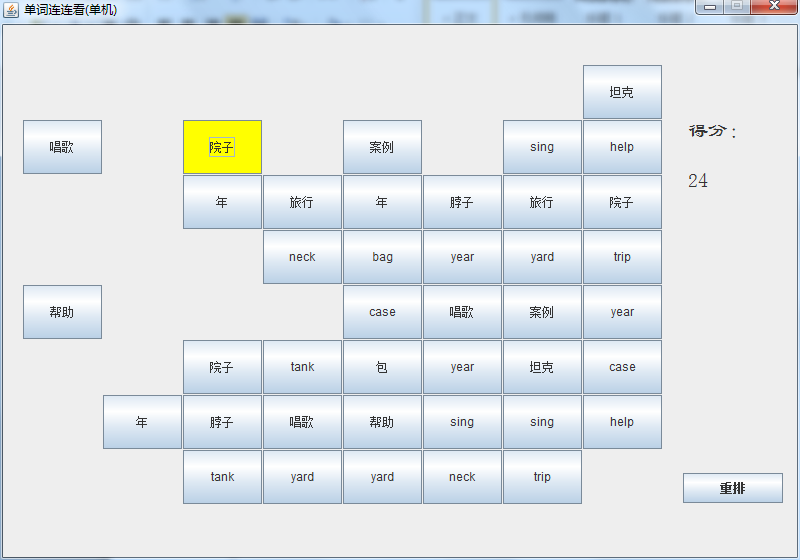 单词连连看(单机)
坦克
唱歌 院子 案例 sing help
得分：
年 旅行 年 脖子 旅行 院子
24
neck bag year yard trip
帮助 case 唱歌 案例 year
院子 tank 包 year 坦克 case
年 脖子 唱歌 帮助 sing sing help
tank yard yard neck trip
重排